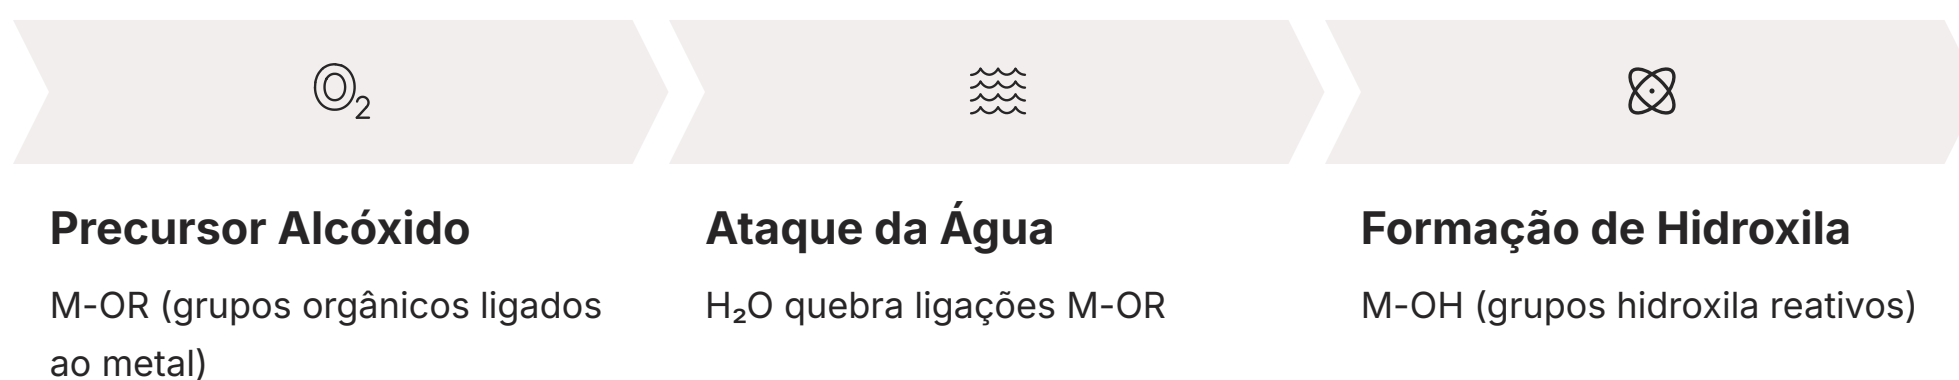 O₂
Precursor Alcóxido
M-OR (grupos orgânicos ligados
ao metal)
Ataque da Água
H₂O quebra ligações M-OR
Formação de Hidroxila
M-OH (grupos hidroxila reativos)